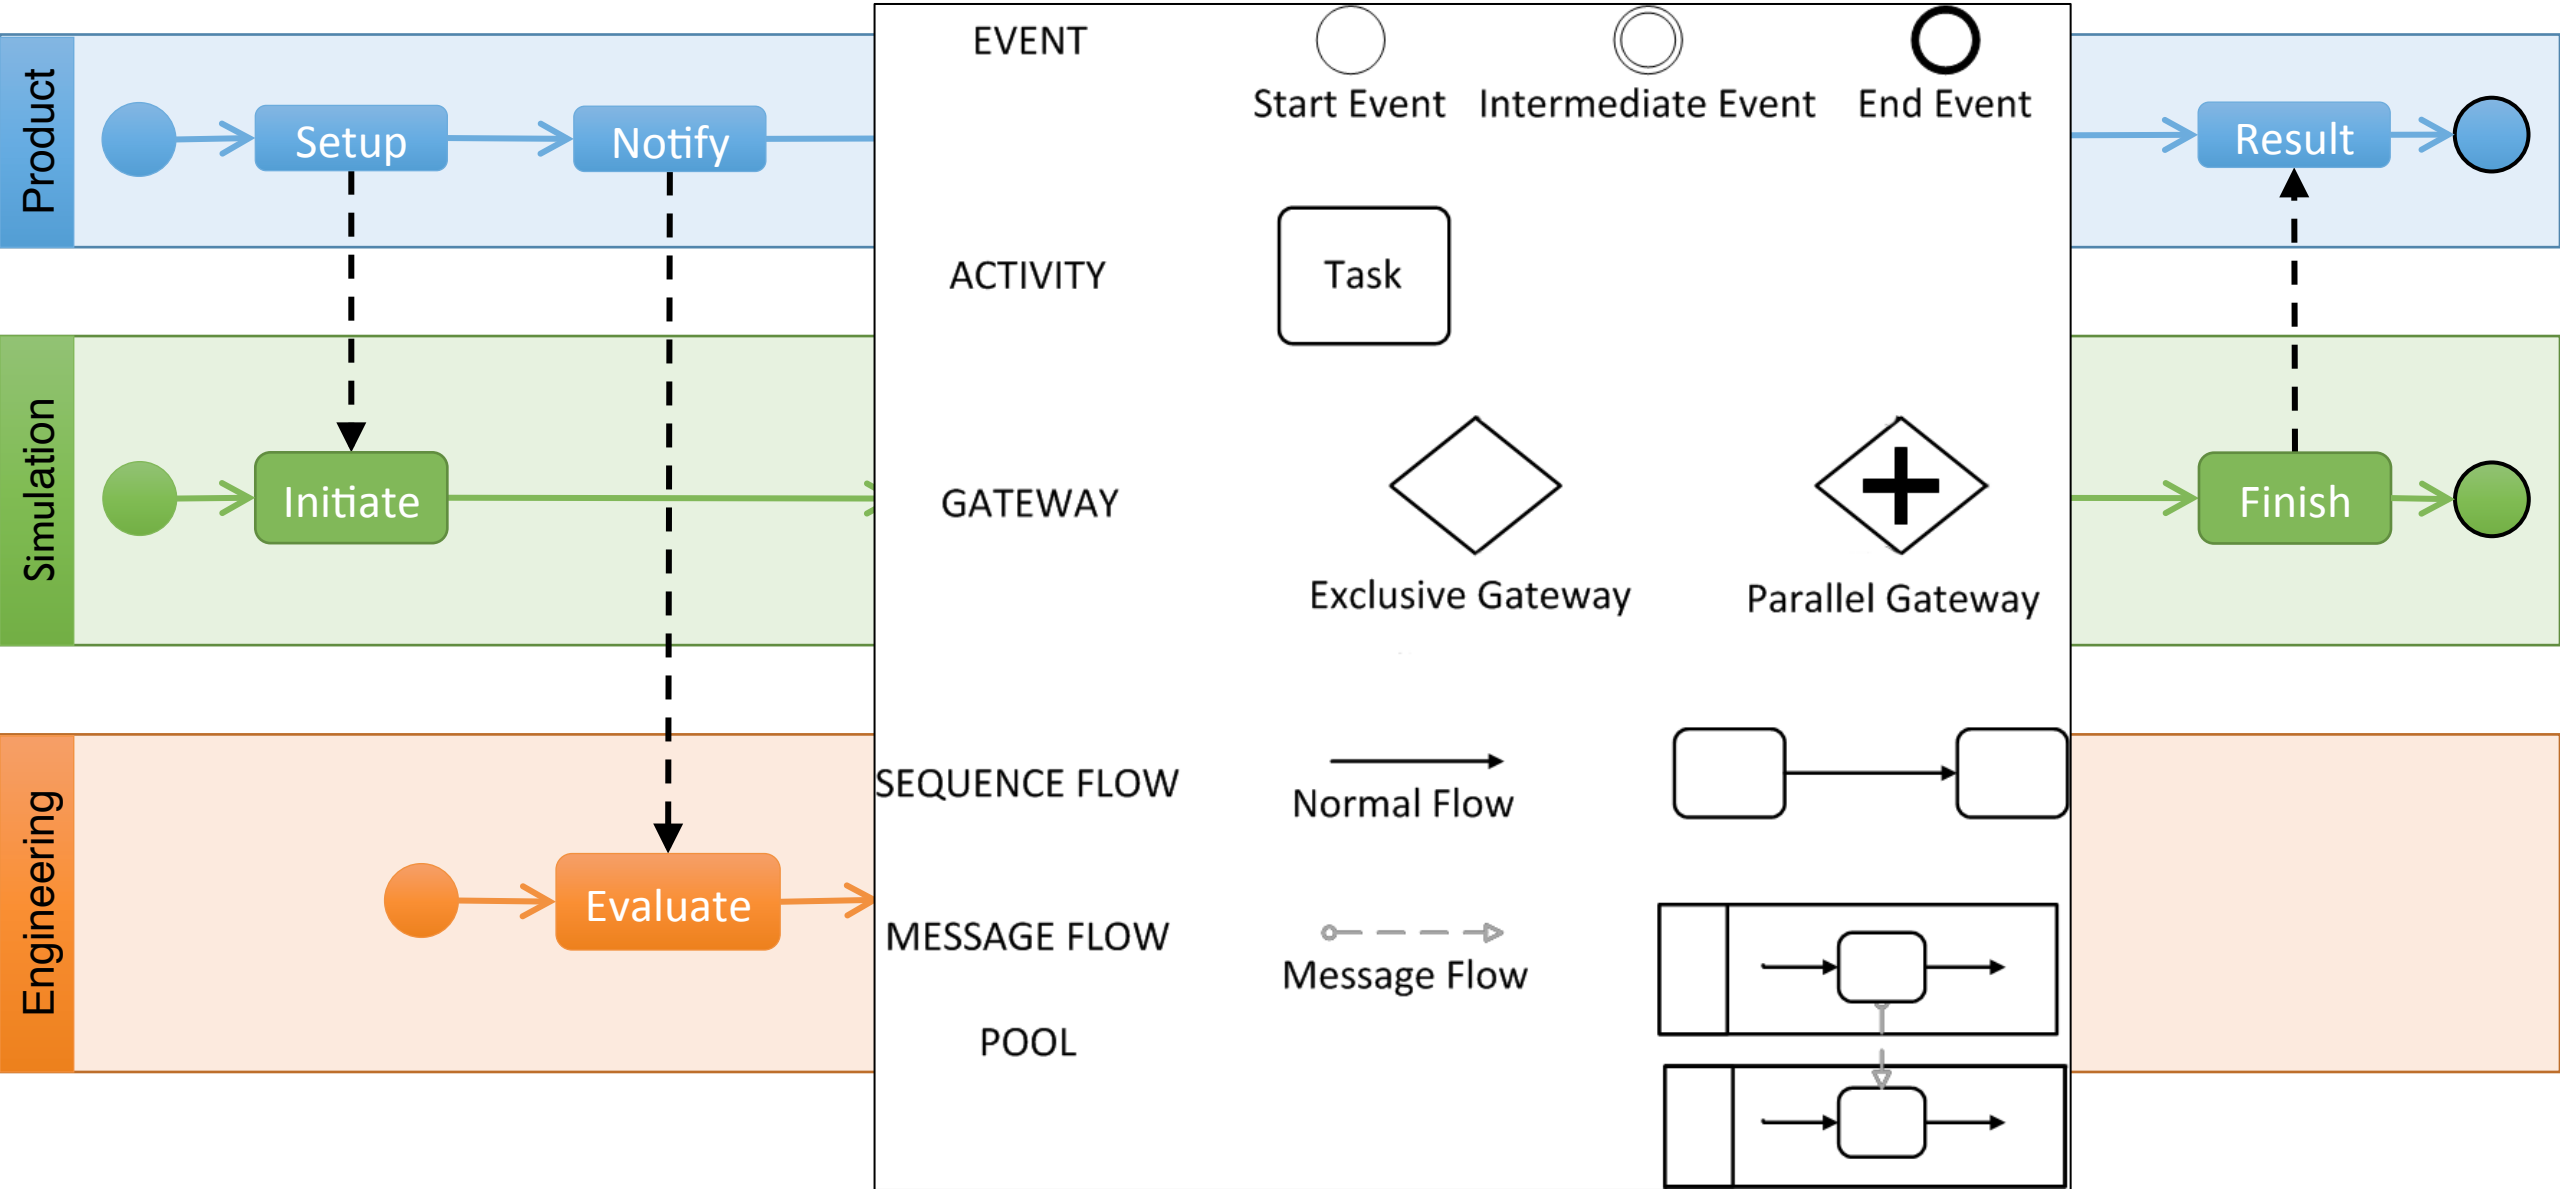 Product
Setup
Notify
Result
Simulation
Initiate
Finish
Engineering
Evaluate
EVENT
Start Event
Intermediate Event
End Event
ACTIVITY
Task
GATEWAY
Exclusive Gateway
Parallel Gateway
SEQUENCE FLOW
Normal Flow
MESSAGE FLOW
Message Flow
POOL